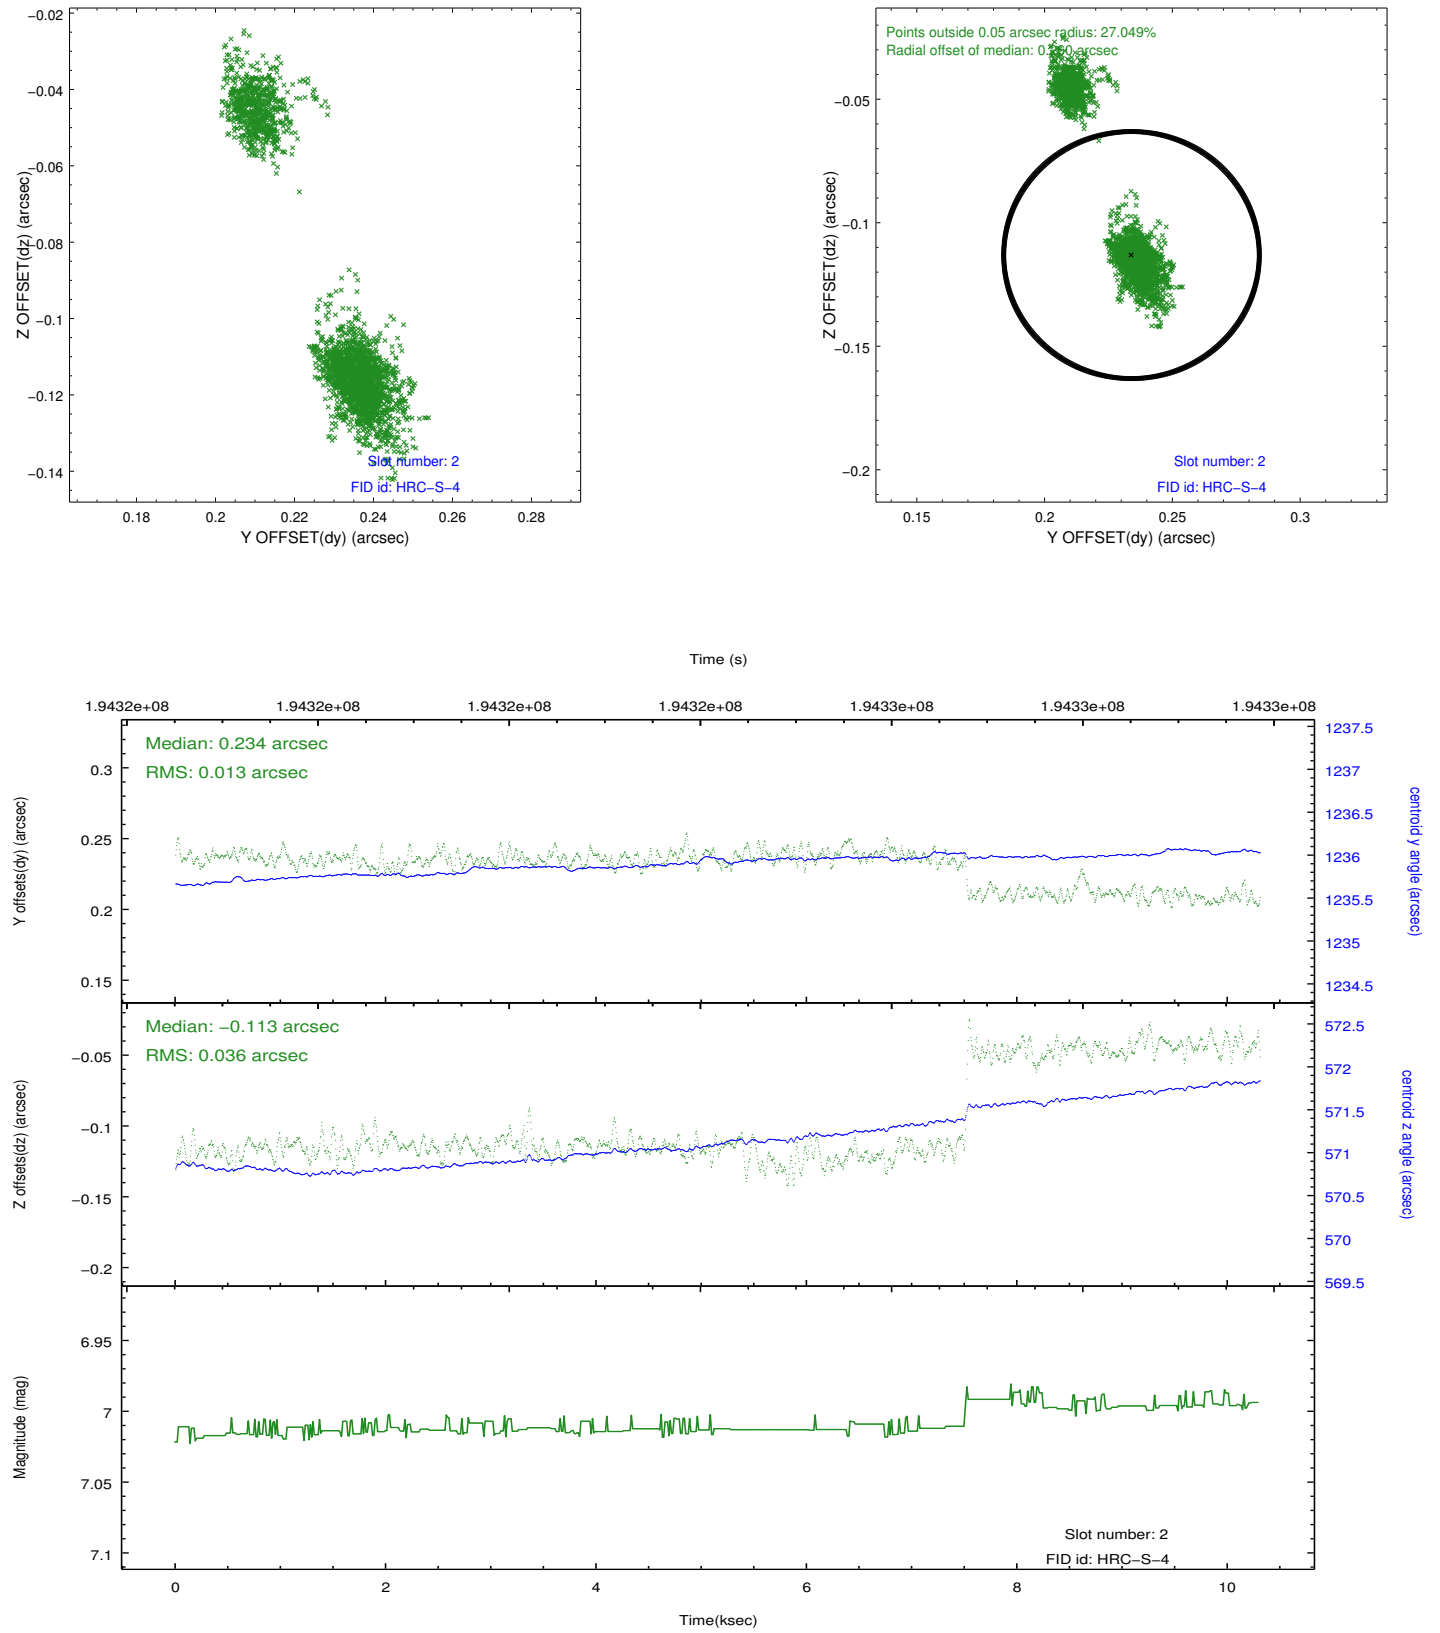 −0.02
−0.04
−0.06
−0.08
−0.1
−0.12
−0.14
Z OFFSET(dz) (arcsec)
Slot number: 2
FID id: HRC−S−4
0.18 0.2 0.22 0.24 0.26 0.28
Y OFFSET(dy) (arcsec)
Points outside 0.05 arcsec radius: 27.049%
Radial offset of median: arcsec
−0.05
−0.1
−0.15
−0.2
Z OFFSET(dz) (arcsec)
Slot number: 2
FID id: HRC−S−4
0.15 0.2 0.25 0.3
Y OFFSET(dy) (arcsec)
Time (s)
1.9432e+08 1.9432e+08 1.9432e+08 1.9432e+08 1.9433e+08 1.9433e+08 1.9433e+08
Median: 0.234 arcsec
RMS: 0.013 arcsec
0.3
0.25
0.2
0.15
Y offsets(dy) (arcsec)
1237.5
1237
1236.5
1236
1235.5
1235
1234.5
centroid y angle (arcsec)
Median: −0.113 arcsec
RMS: 0.036 arcsec
−0.05
−0.1
−0.15
−0.2
Z offsets(dz) (arcsec)
572.5
572
571.5
571
570.5
570
569.5
centroid z angle (arcsec)
6.95
7
7.05
7.1
Magnitude (mag)
Slot number: 2
FID id: HRC−S−4
0 2 4 6 8 10
Time(ksec)